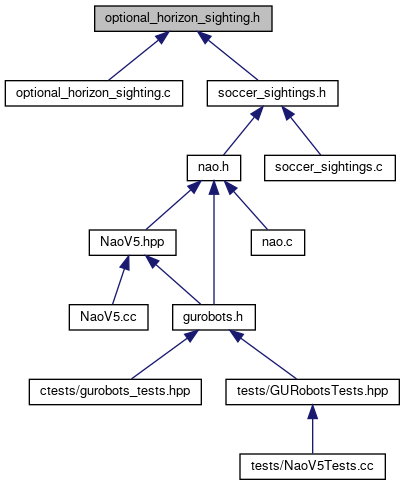 optional_horizon_sighting.h
optional_horizon_sighting.c
soccer_sightings.h
nao.h
soccer_sightings.c
NaoV5.hpp
nao.c
NaoV5.cc
gurobots.h
ctests/gurobots_tests.hpp
tests/GURobotsTests.hpp
tests/NaoV5Tests.cc